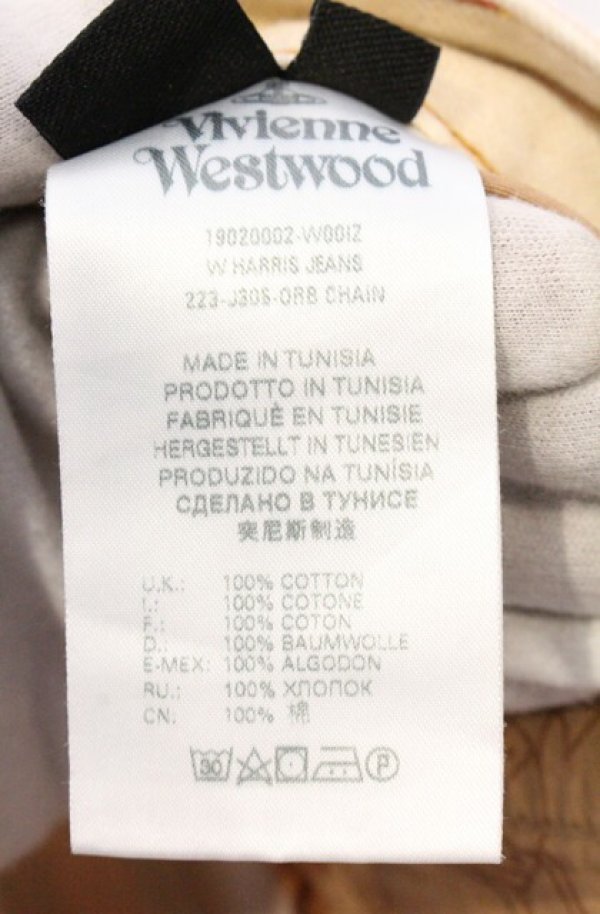 Vivienne
Westwood
19020002-W00IZ
W HARRIS JEANS
223-J306-ORB CHAIN
MADE IN TUNISIA
PRODOTTO IN TUNISIA
FABRIQUÈ EN TUNISIE
HERGESTELLT IN TUNESIEN
PRODUZIDO NA TUNÍSIA
СДЕЛАНО В ТУНИСЕ
突尼斯制造
U.K.: 100% COTTON
I.: 100% COTONE
F.: 100% COTON
D.: 100% BAUMWOLLE
E-MEX: 100% ALGODON
RU.: 100% ХЛОПОК
CN: 100% 棉
30 P